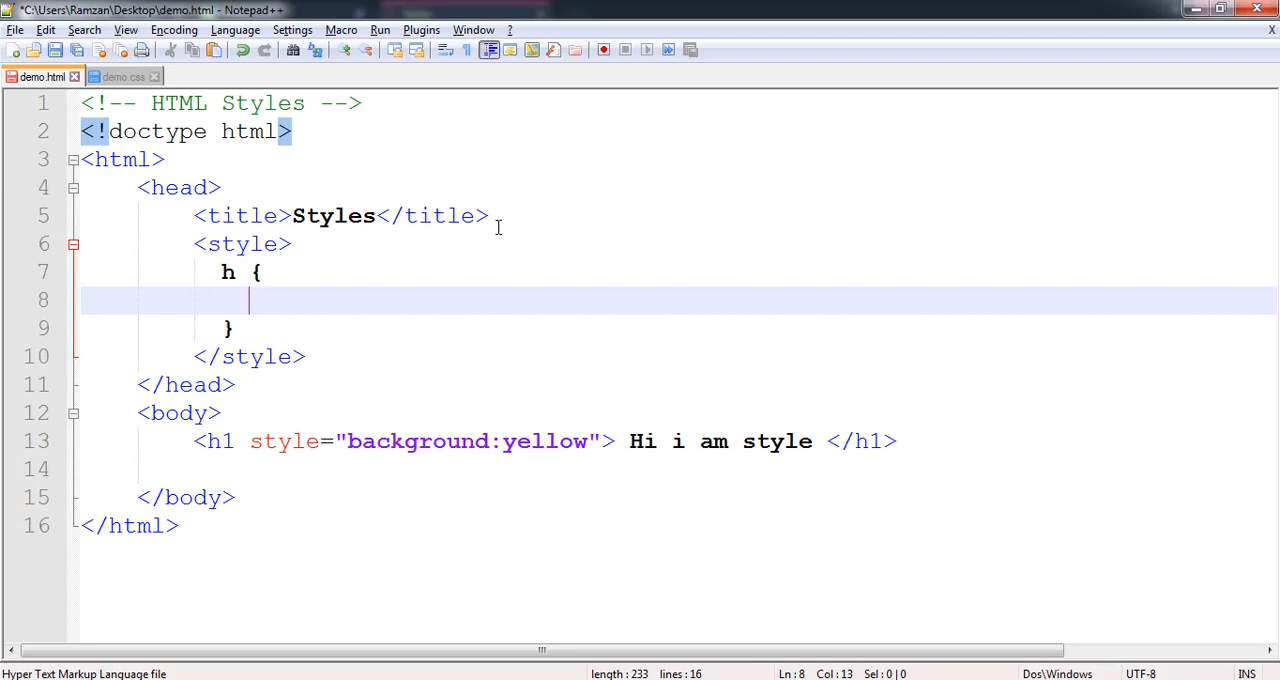 *C:\Users\Ramzan\Desktop\demo.html - Notepad++
File Edit Search View Encoding Language Settings Macro Run Plugins Window ? X
demo.html demo.css
1 <!-- HTML Styles -->
2 <!doctype html>
3 <html>
4 <head>
5 <title>Styles</title>
6 <style>
7 h {
8
9 }
10 </style>
11 </head>
12 <body>
13 <h1 style="background:yellow"> Hi i am style </h1>
14
15 </body>
16 </html>
Hyper Text Markup Language file length : 233 lines : 16 Ln : 8 Col : 13 Sel : 0 | 0 Dos\Windows UTF-8 INS